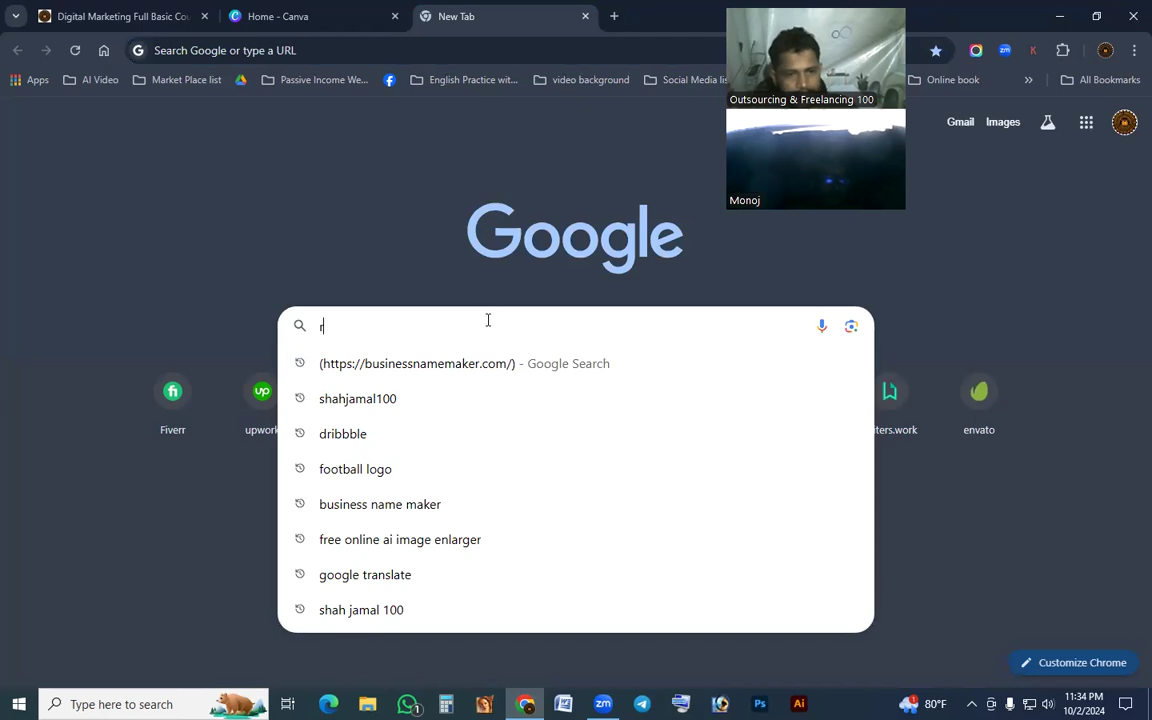 Digital Marketing Full Basic Cou
Home - Canva
New Tab
Search Google or type a URL
Apps
AI Video
Market Place list
Passive Income We...
English Practice wit...
video background
Social Media lis
Online book
All Bookmarks
Outsourcing & Freelancing 100
Monoj
Gmail
Images
Google
r
(https://businessnamemaker.com/) - Google Search
shahjamal100
dribbble
football logo
business name maker
free online ai image enlarger
google translate
shah jamal 100
Fiverr
upwork
ters.work
envato
Customize Chrome
Type here to search
80°F
11:34 PM
10/2/2024